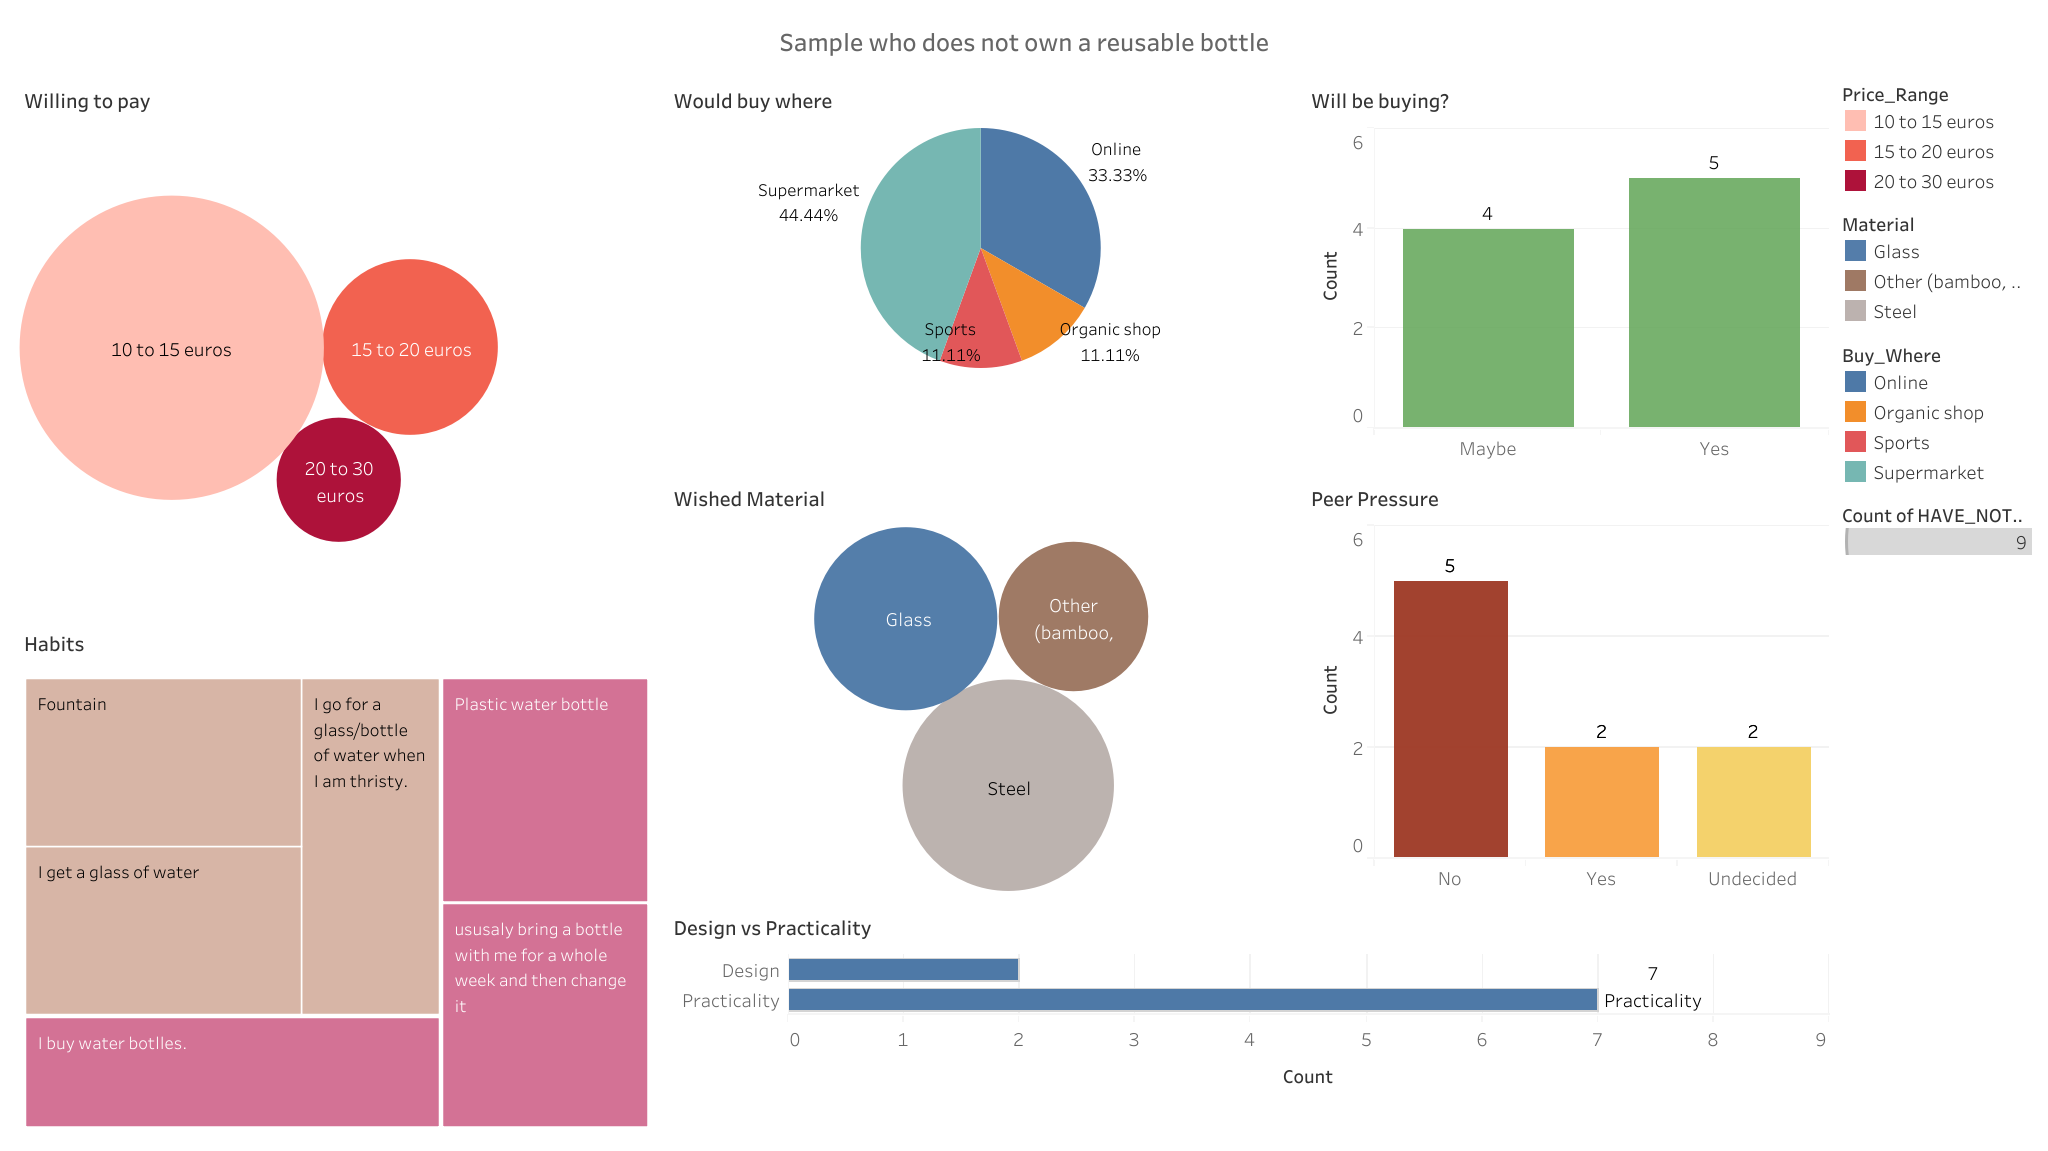 Sample who does not own a reusable bottle
Willing to pay
10 to 15 euros
15 to 20 euros
20 to 30
euros
Would buy where
Online
33.33%
Supermarket
44.44%
Sports
11.11%
Organic shop
11.11%
Will be buying?
6
4
2
0
Count
4
5
Maybe
Yes
Price_Range
10 to 15 euros
15 to 20 euros
20 to 30 euros
Material
Glass
Other (bamboo, ..
Steel
Buy_Where
Online
Organic shop
Sports
Supermarket
Count of HAVE_NOT..
9
Habits
Fountain
I go for a
glass/bottle
of water when
I am thristy.
I get a glass of water
I buy water botlles.
Plastic water bottle
ususaly bring a bottle
with me for a whole
week and then change
it
Wished Material
Glass
Other
(bamboo,
Steel
Peer Pressure
6
4
2
0
Count
5
2
2
No
Yes
Undecided
Design vs Practicality
Design
Practicality
7
Practicality
0
1
2
3
4
5
6
7
8
9
Count